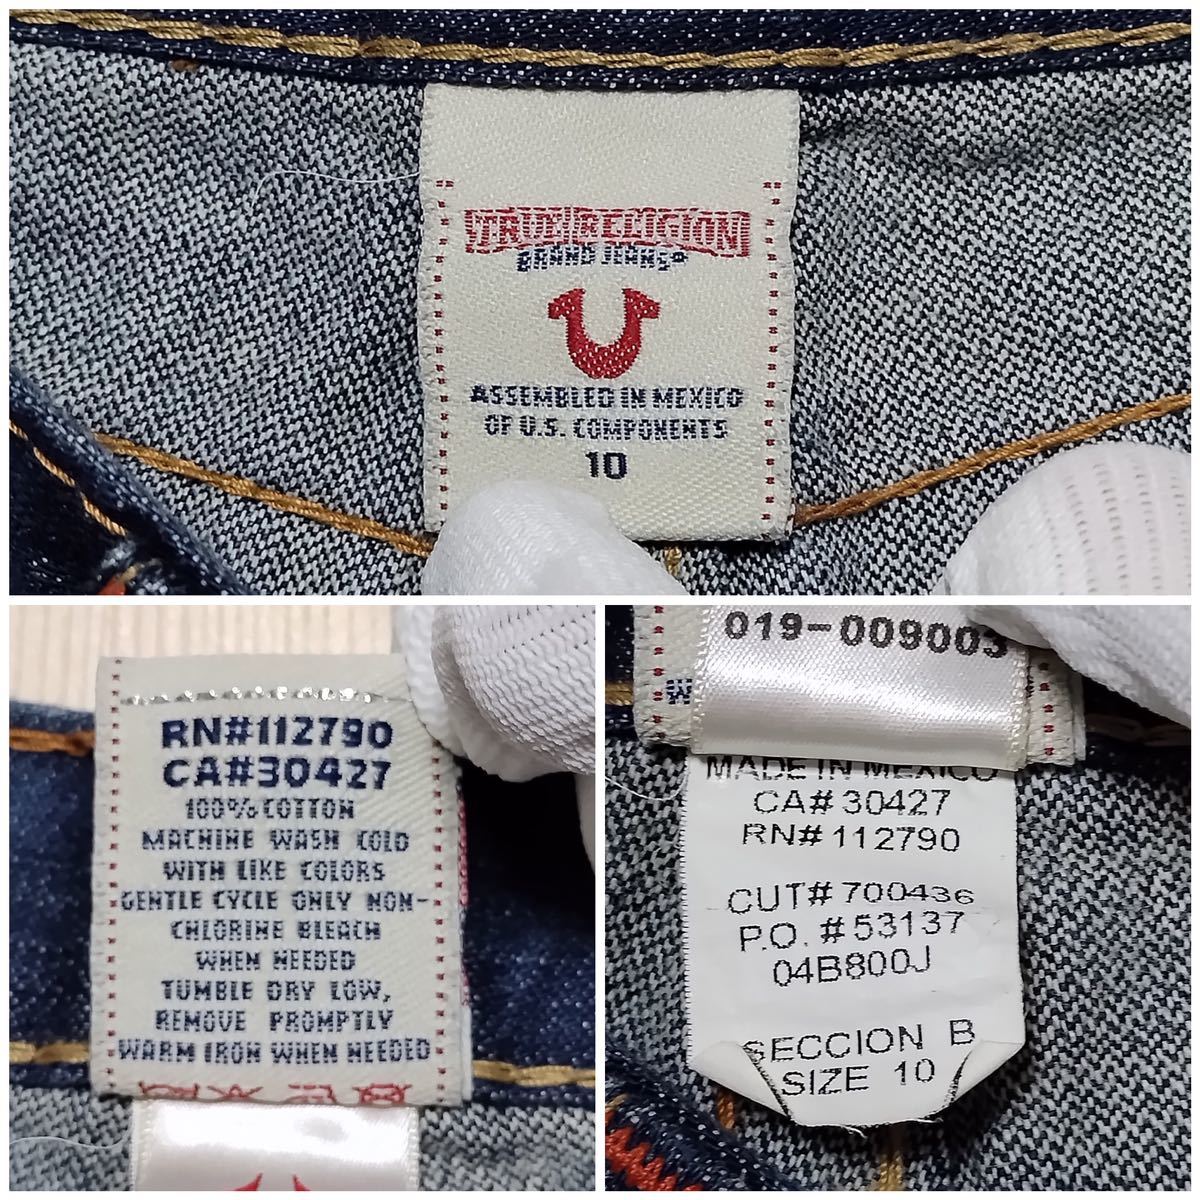 TRUE RELIGION
BRAND JEANS
ASSEMBLED IN MEXICO
OF U.S. COMPONENTS
10
RN#112790
CA#30427
100% COTTON
MACHINE WASH COLD
WITH LIKE COLORS
GENTLE CYCLE ONLY NON-
CHLORINE BLEACH
WHEN NEEDED
TUMBLE DRY LOW,
REMOVE PROMPTLY
WARM IRON WHEN NEEDED
019-009003
W
MADE IN MEXICO
CA# 30427
RN# 112790
CUT# 700436
P.O. # 53137
04B800J
SECCION B
SIZE 10